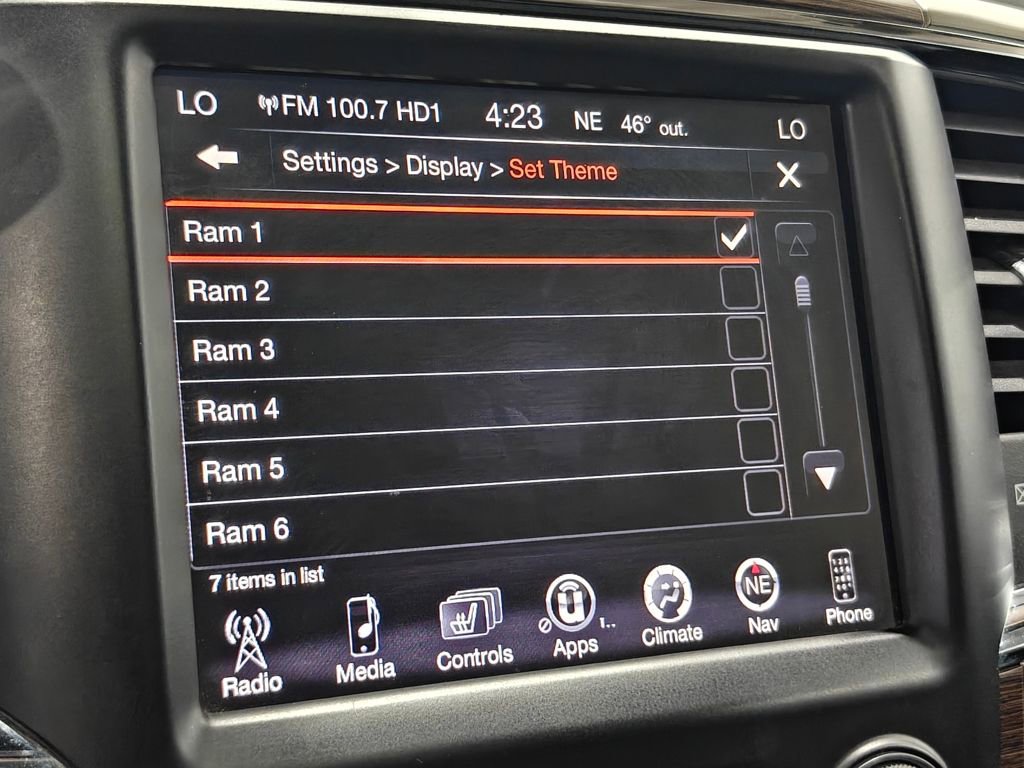 LO FM 100.7 HD1 4:23 NE 46° out. LO
Settings > Display > Set Theme X
Ram 1
Ram 2
Ram 3
Ram 4
Ram 5
Ram 6
7 items in list
NE
Radio Media Controls Apps Climate Nav Phone